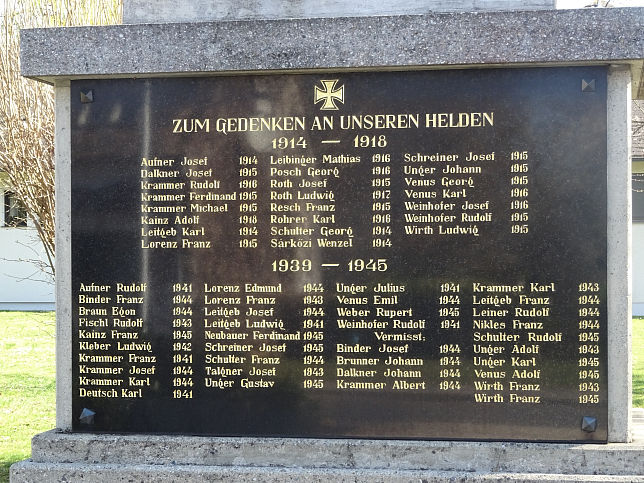 ZUM GEDENKEN AN UNSEREN HELDEN
1914 — 1918
Aufner Josef 1914
Dalkner Josef 1915
Krammer Rudolf 1916
Krammer Ferdinand 1915
Krammer Michael 1915
Kainz Adolf 1918
Leitgeb Karl 1914
Lorenz Franz 1915
Leibinger Mathias 1916
Posch Georg 1916
Roth Josef 1915
Roth Ludwig 1917
Resch Franz 1915
Rohrer Karl 1916
Schulter Georg 1914
Sárközi Wenzel 1914
Schreiner Josef 1915
Unger Johann 1915
Venus Georg 1915
Venus Karl 1916
Weinhofer Josef 1916
Weinhofer Rudolf 1915
Wirth Ludwig 1915
1939 — 1945
Aufner Rudolf 1941
Binder Franz 1944
Braun Egon 1944
Fischl Rudolf 1943
Kainz Franz 1945
Kleber Ludwig 1942
Krammer Franz 1941
Krammer Josef 1944
Krammer Karl 1944
Deutsch Karl 1941
Lorenz Edmund 1944
Lorenz Franz 1943
Leitgeb Josef 1944
Leitgeb Ludwig 1941
Neubauer Ferdinand 1945
Schreiner Josef 1945
Schulter Franz 1944
Talgner Josef 1943
Unger Gustav 1945
Unger Julius 1941
Venus Emil 1944
Weber Rupert 1945
Weinhofer Rudolf 1941
Vermisst:
Binder Josef 1944
Brunner Johann 1944
Dalkner Johann 1944
Krammer Albert 1944
Krammer Karl 1943
Leitgeb Franz 1944
Leiner Rudolf 1944
Nikles Franz 1944
Schulter Rudolf 1945
Unger Adolf 1943
Unger Karl 1945
Venus Adolf 1945
Wirth Franz 1943
Wirth Franz 1945